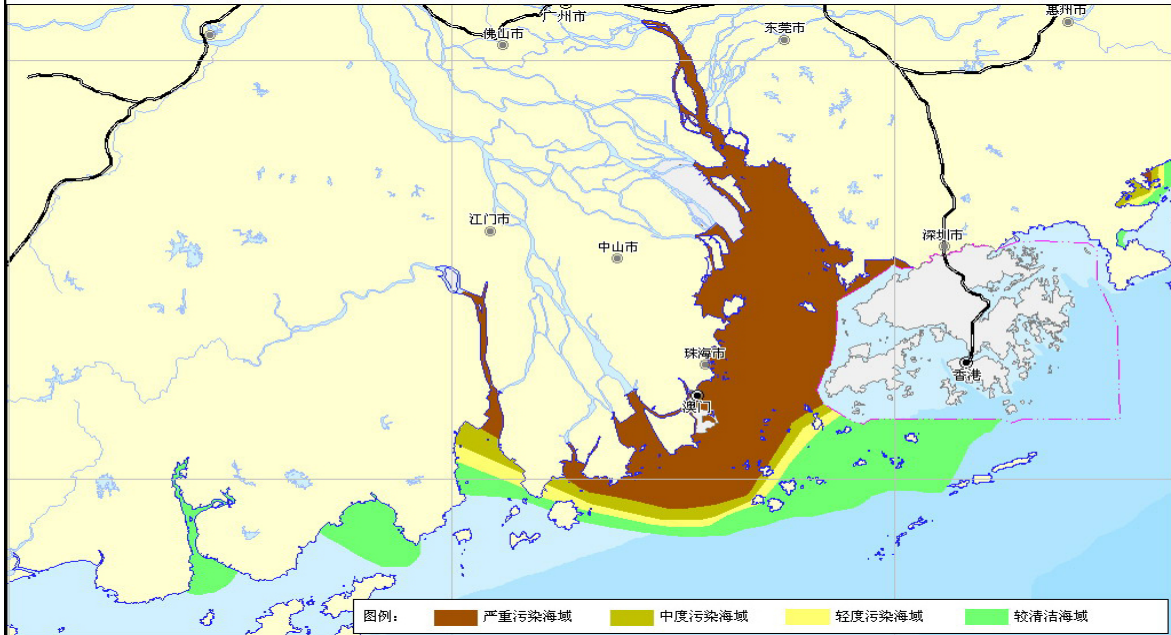 广州市
惠州市
佛山市
东莞市
江门市
中山市
深圳市
珠海市
香港
澳门
图例： 严重污染海域 中度污染海域 轻度污染海域 较清洁海域